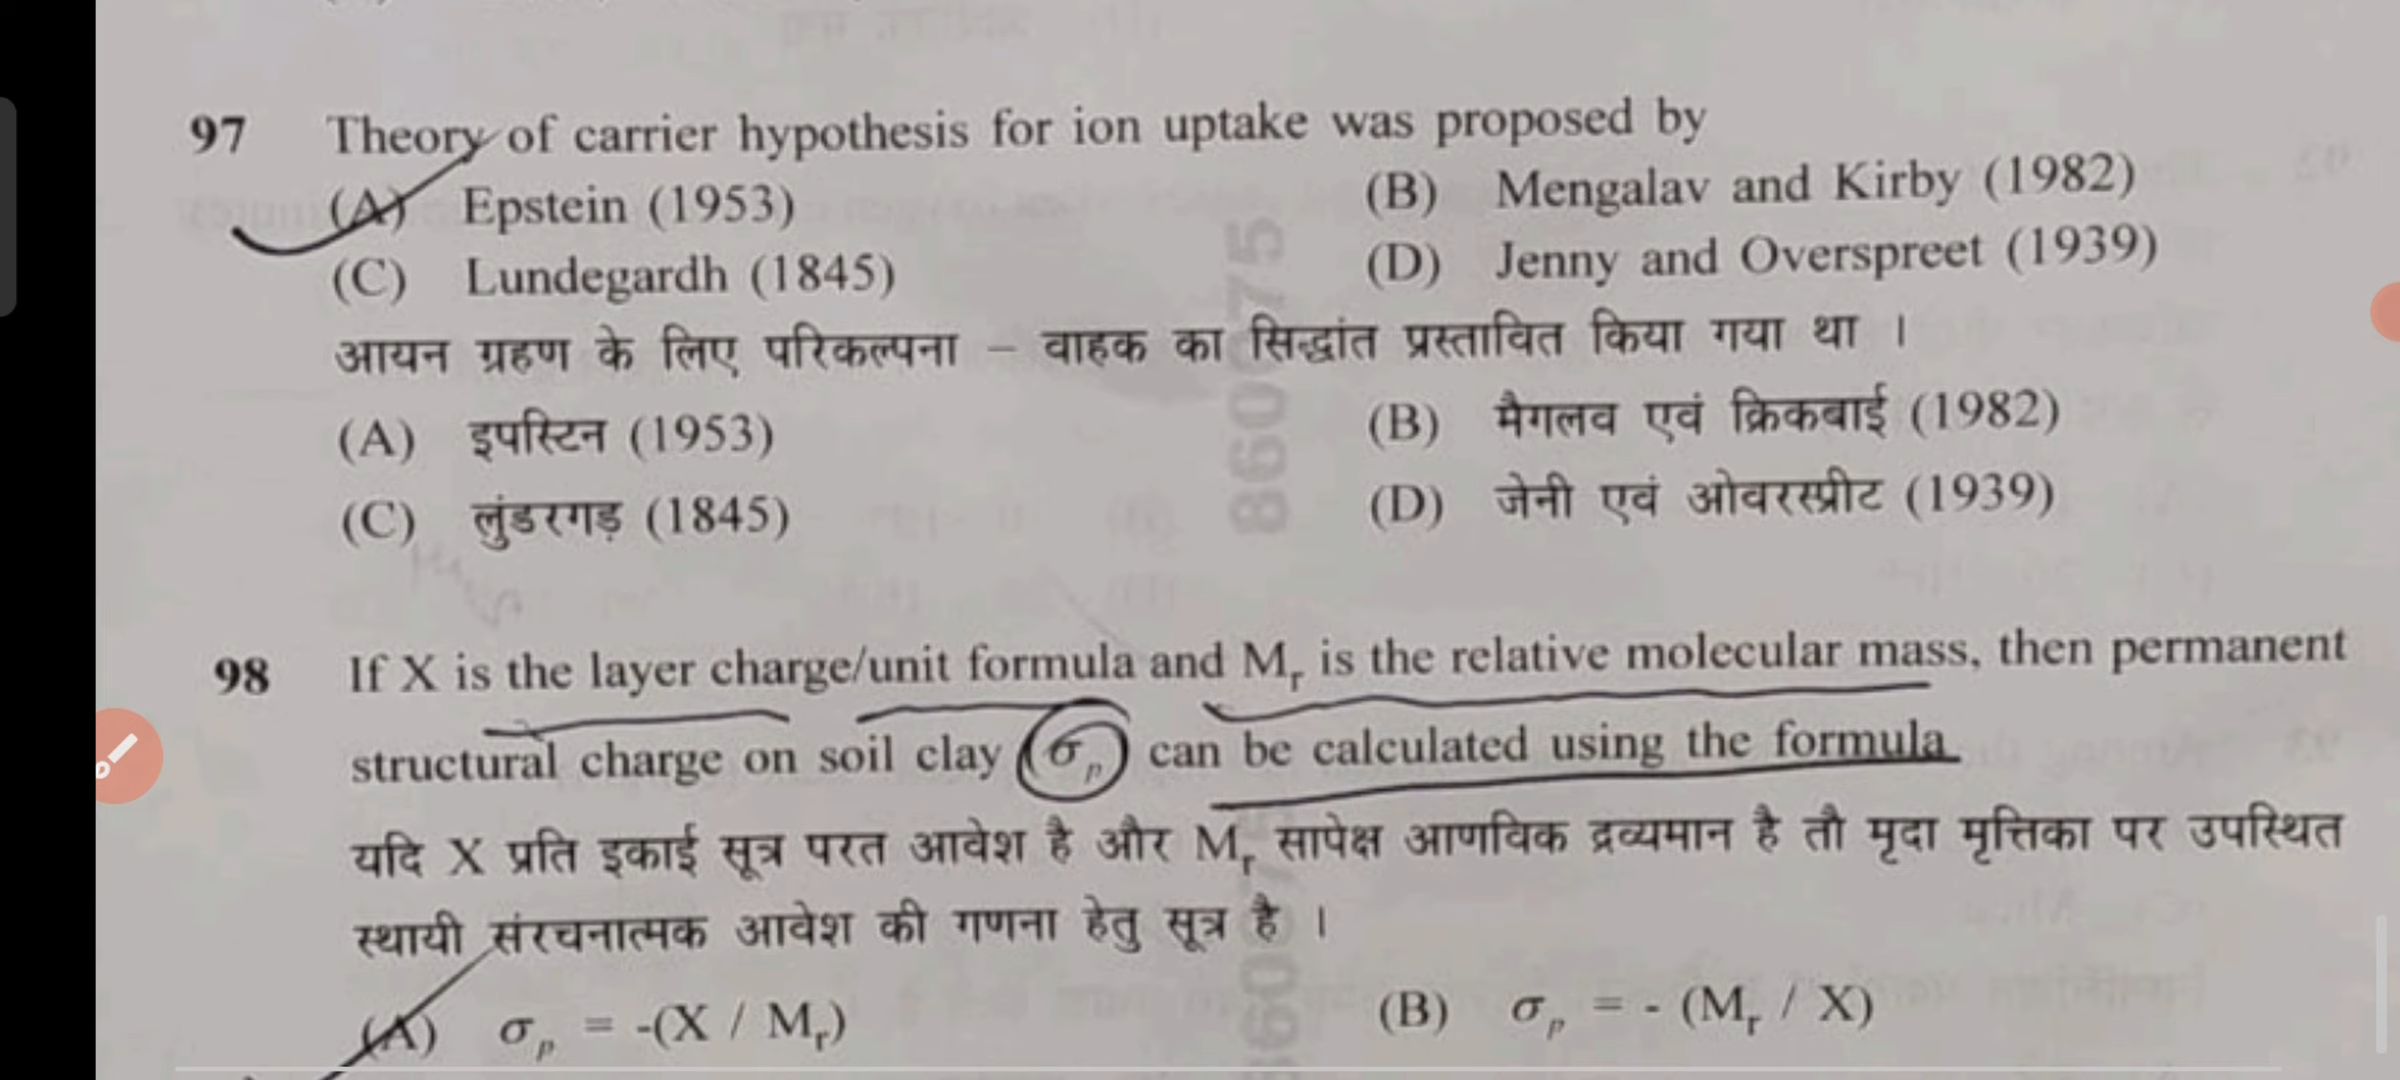 97 Theory of carrier hypothesis for ion uptake was proposed by
(A) Epstein (1953) (B) Mengalav and Kirby (1982)
(C) Lundegardh (1845) (D) Jenny and Overspreet (1939)
आयन ग्रहण के लिए परिकल्पना – वाहक का सिद्धांत प्रस्तावित किया गया था ।
(A) इपस्टिन (1953) (B) मैगलव एवं क्रिकबाई (1982)
(C) लुंडरगड़ (1845) (D) जेनी एवं ओवरस्प्रीट (1939)
860075
98 If X is the layer charge/unit formula and Mr is the relative molecular mass, then permanent
structural charge on soil clay (σp) can be calculated using the formula.
यदि X प्रति इकाई सूत्र परत आवेश है और Mr सापेक्ष आणविक द्रव्यमान है तौ मृदा मृत्तिका पर उपस्थित
स्थायी संरचनात्मक आवेश की गणना हेतु सूत्र है ।
(A) σp = -(X / Mr) (B) σp = - (Mr / X)